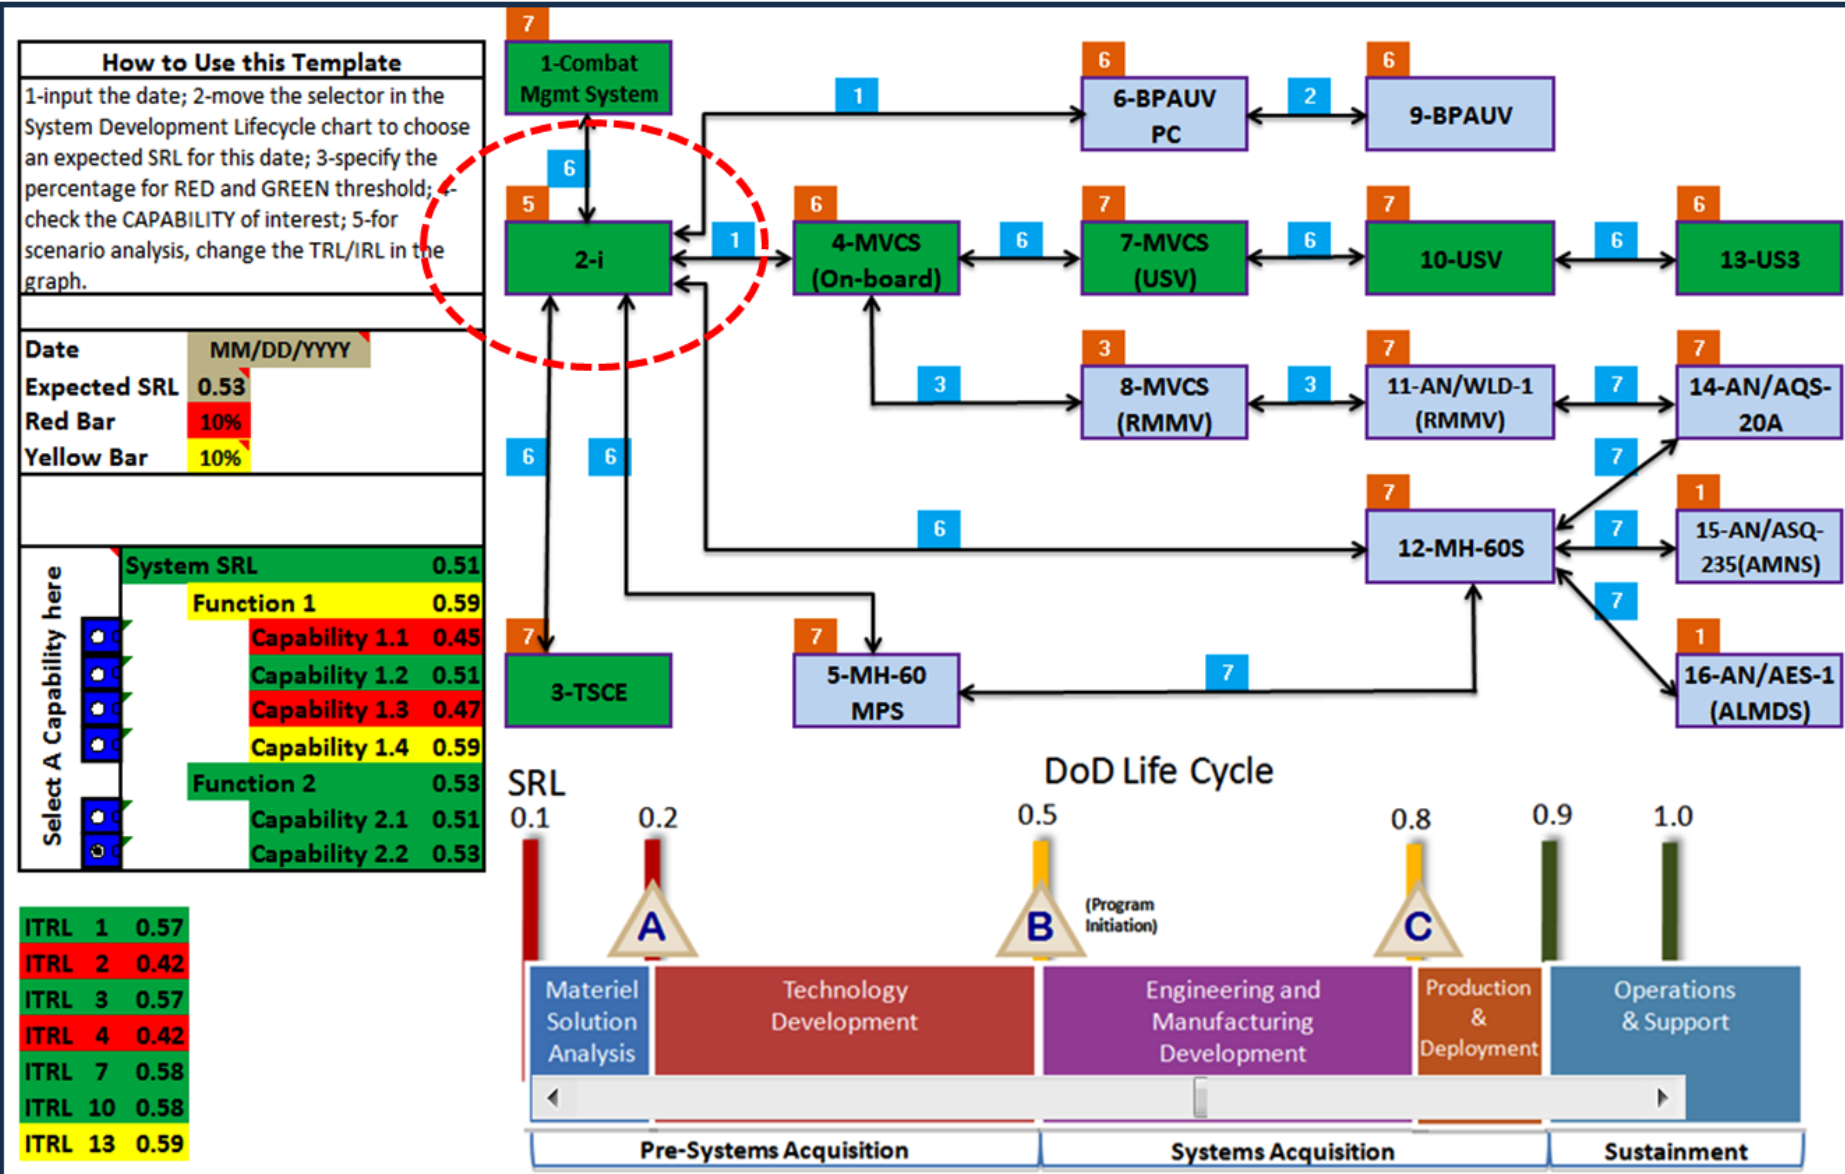 How to Use this Template
1-input the date; 2-move the selector in the
System Development Lifecycle chart to choose
an expected SRL for this date; 3-specify the
percentage for RED and GREEN threshold; 4-
check the CAPABILITY of interest; 5-for
scenario analysis, change the TRL/IRL in the
graph.
Date MM/DD/YYYY
Expected SRL 0.53
Red Bar 10%
Yellow Bar 10%
Select A Capability here
System SRL 0.51
Function 1 0.59
Capability 1.1 0.45
Capability 1.2 0.51
Capability 1.3 0.47
Capability 1.4 0.59
Function 2 0.53
Capability 2.1 0.51
Capability 2.2 0.53
ITRL 1 0.57
ITRL 2 0.42
ITRL 3 0.57
ITRL 4 0.42
ITRL 7 0.58
ITRL 10 0.58
ITRL 13 0.59
7
1-Combat
Mgmt System
6
1
6
6-BPAUV
PC
2
6
9-BPAUV
5
2-i
1
6
4-MVCS
(On-board)
6
7
7-MVCS
(USV)
6
7
10-USV
6
6
13-US3
3
3
8-MVCS
(RMMV)
3
7
11-AN/WLD-1
(RMMV)
7
7
14-AN/AQS-
20A
6
6
7
6
7
12-MH-60S
7
1
15-AN/ASQ-
235(AMNS)
7
7
3-TSCE
7
5-MH-60
MPS
7
1
16-AN/AES-1
(ALMDS)
DoD Life Cycle
SRL
0.1
0.2
0.5
0.8
0.9
1.0
A
B
(Program
Initiation)
C
Materiel
Solution
Analysis
Technology
Development
Engineering and
Manufacturing
Development
Production
&
Deployment
Operations
& Support
Pre-Systems Acquisition
Systems Acquisition
Sustainment